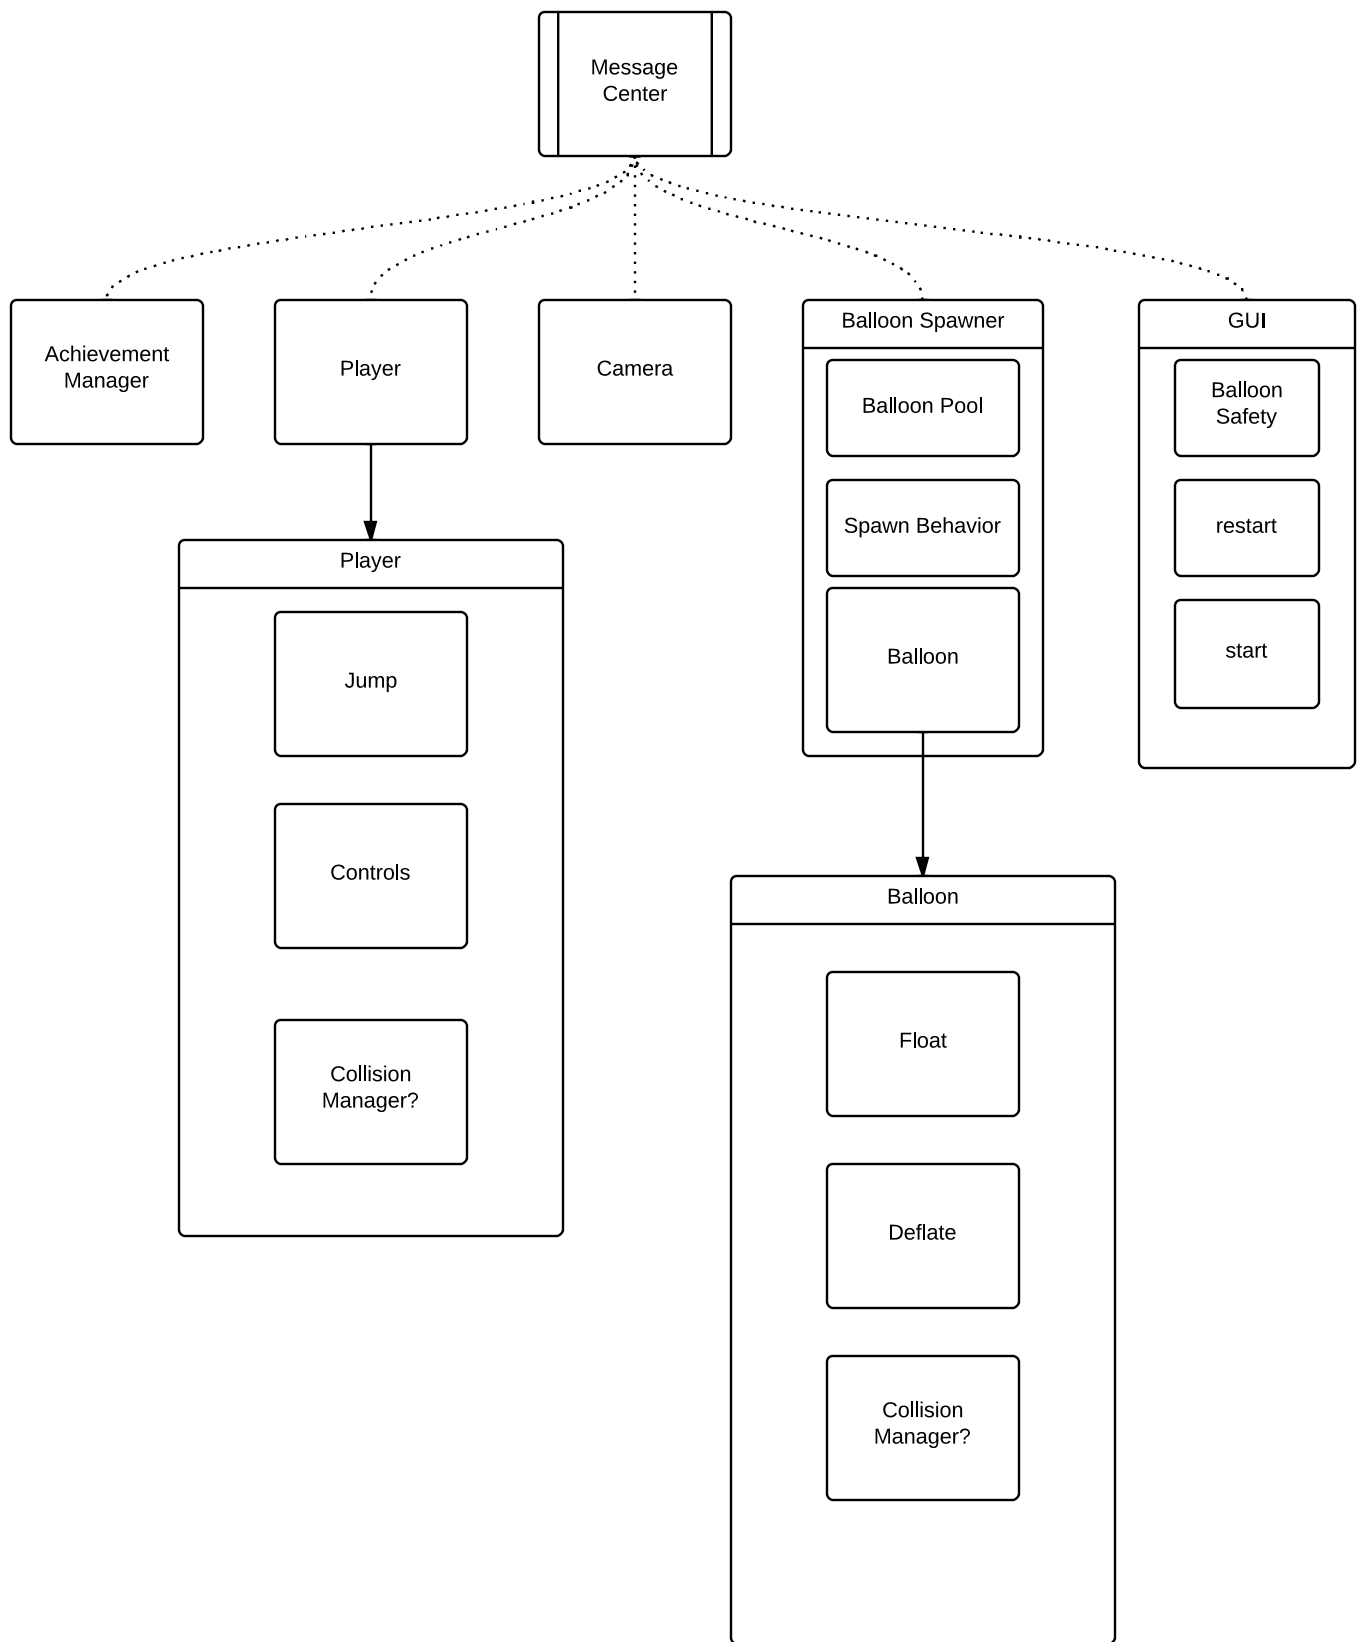 Message
Center
Achievement
Manager
Player
Camera
Balloon Spawner
Balloon Pool
Spawn Behavior
Balloon
GUI
Balloon
Safety
restart
start
Player
Jump
Controls
Collision
Manager?
Balloon
Float
Deflate
Collision
Manager?